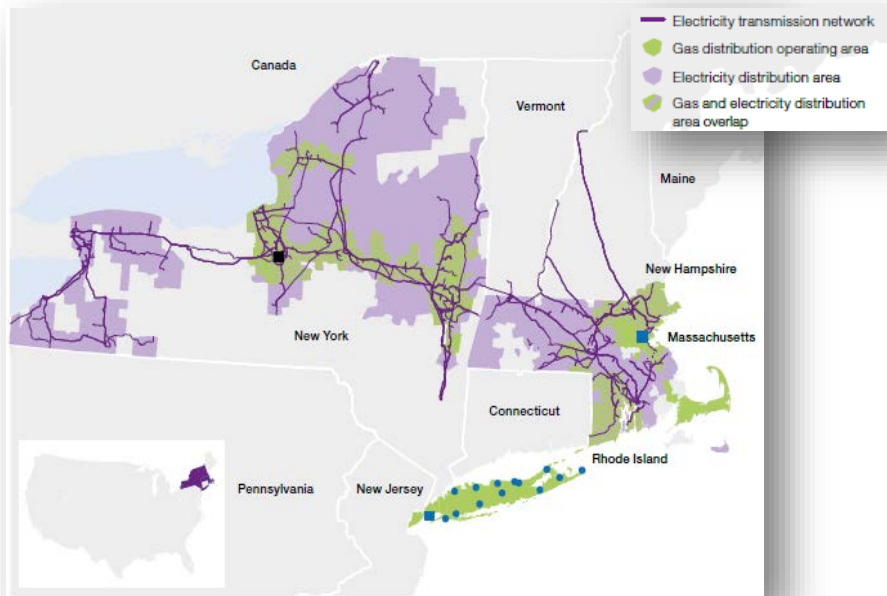 Electricity transmission network
Gas distribution operating area
Electricity distribution area
Gas and electricity distribution
area overlap
Canada
Vermont
Maine
New Hampshire
New York
Massachusetts
Connecticut
Rhode Island
Pennsylvania
New Jersey